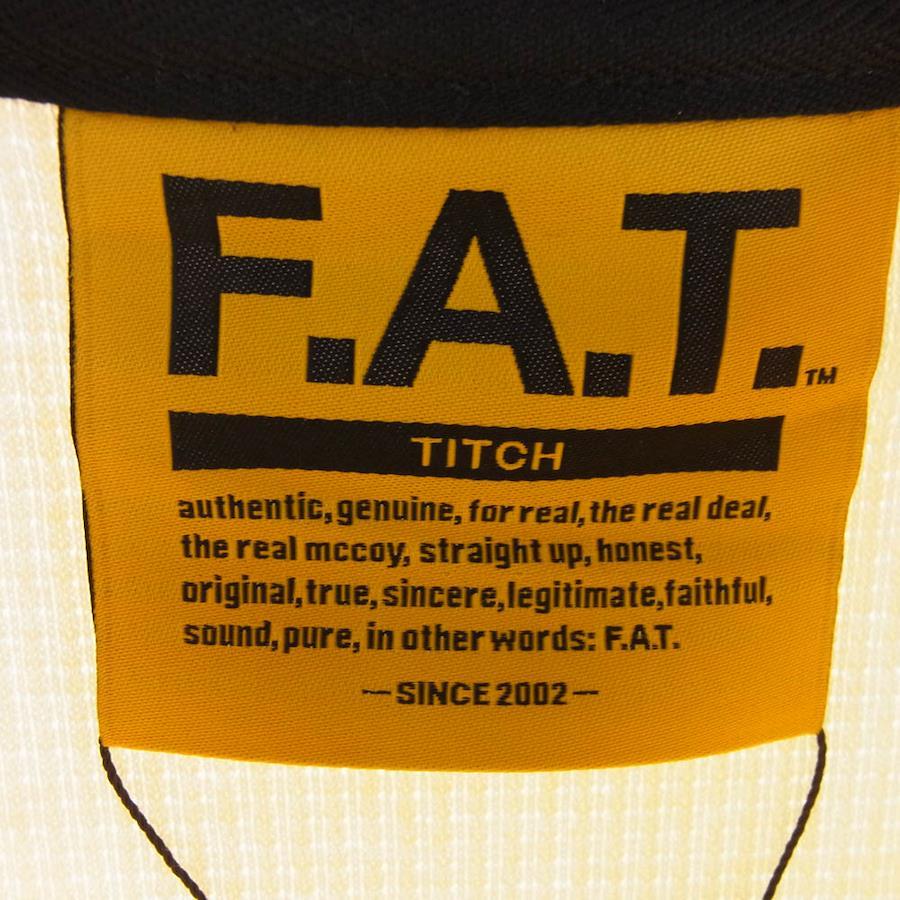 F.A.T.™
TITCH
authentic, genuine, for real, the real deal,
the real mccoy, straight up, honest,
original, true, sincere, legitimate, faithful,
sound, pure, in other words: F.A.T.
—SINCE 2002—